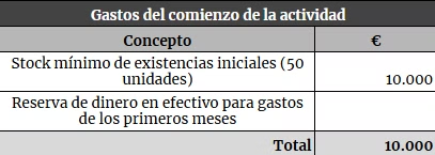 Gastos del comienzo de la actividad
Concepto €
Stock mínimo de existencias iniciales (50
unidades) 10.000
Reserva de dinero en efectivo para gastos
de los primeros meses
Total 10.000